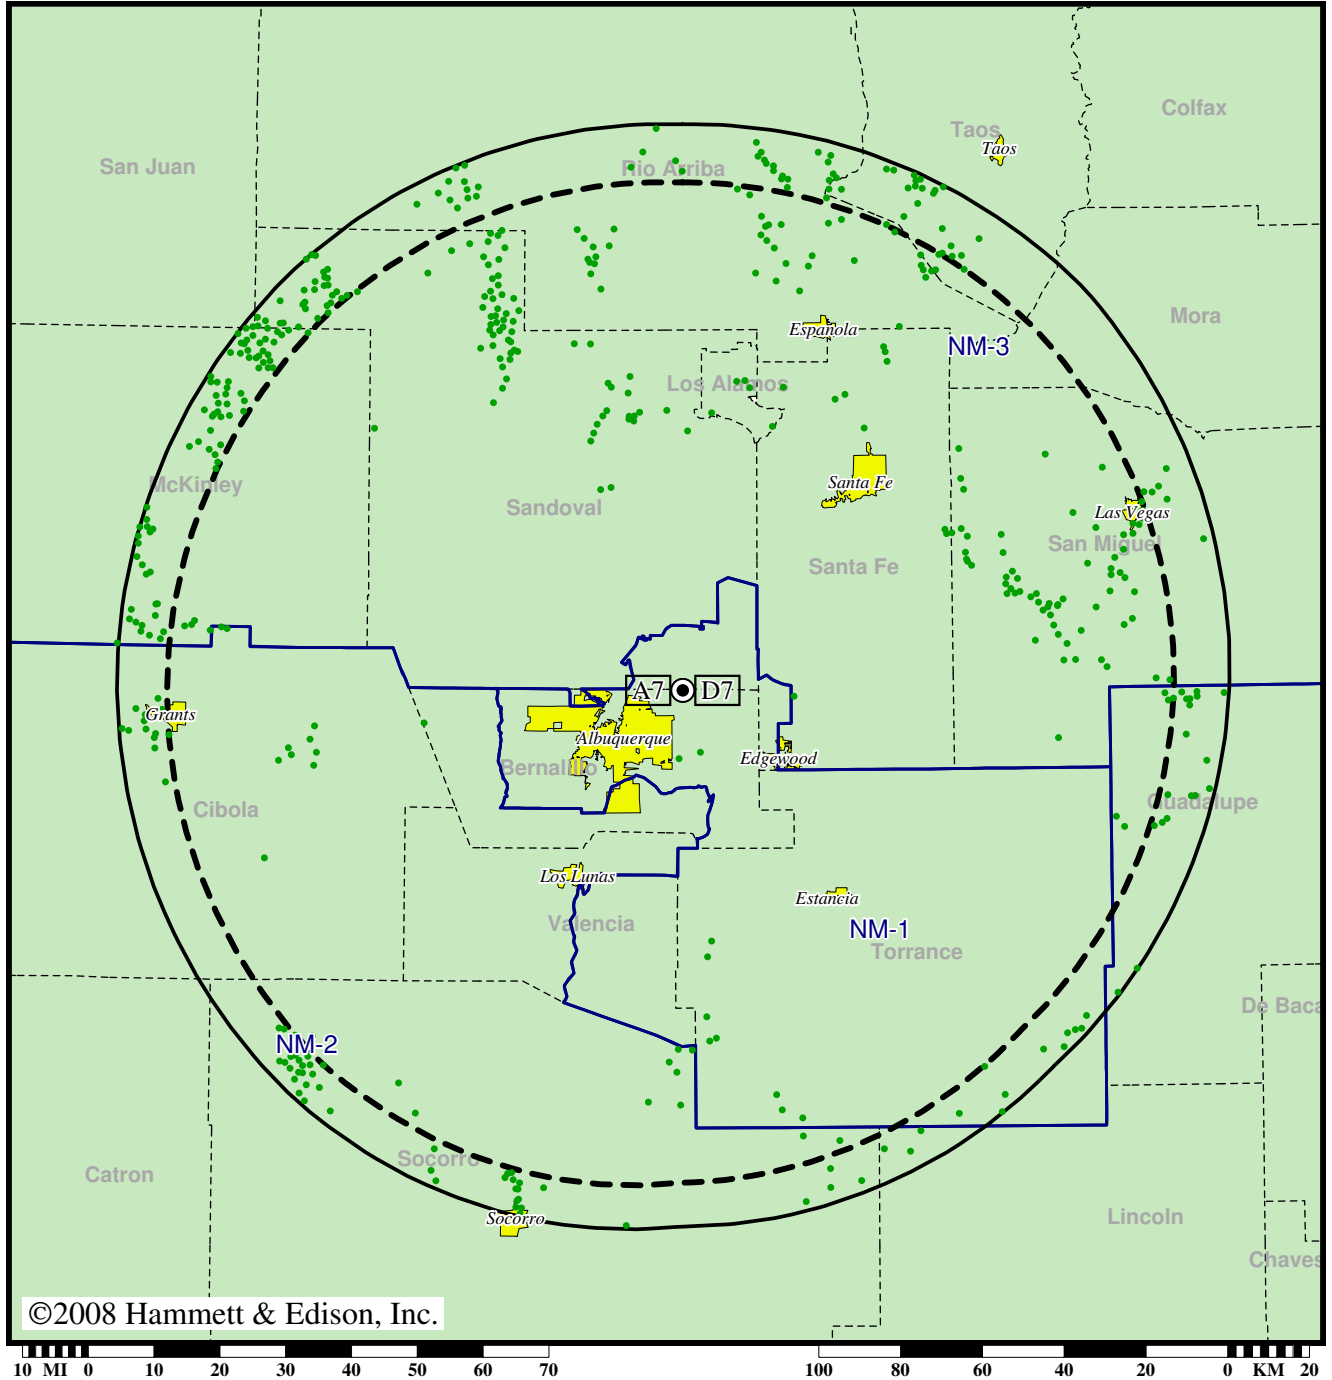 Colfax
Taos
Taos
San Juan
Rio Arriba
Mora
Española
NM-3
Los Alamos
McKinley
Santa Fe
Sandoval
Las Vegas
San Miguel
Santa Fe
A7 D7
Grants
Albuquerque
Edgewood
Bernalillo
Cibola
Guadalupe
Los Lunas
Estancia
Valencia
NM-1
Torrance
De Baca
NM-2
Socorro
Catron
Socorro
Lincoln
Chaves
©2008 Hammett & Edison, Inc.
10 MI 0 10 20 30 40 50 60 70 100 80 60 40 20 0 KM 20